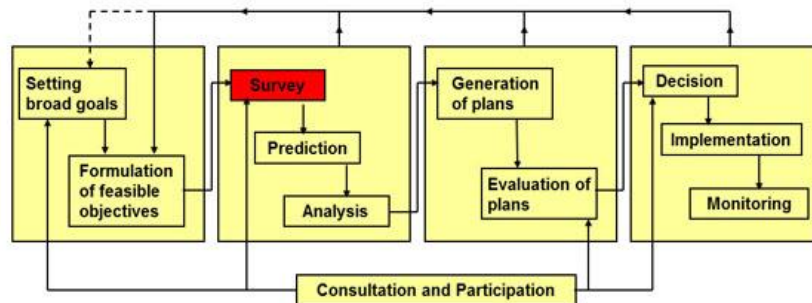 Setting
broad goals
Formulation
of feasible
objectives
Survey
Prediction
Analysis
Generation
of plans
Evaluation of
plans
Decision
Implementation
Monitoring
Consultation and Participation